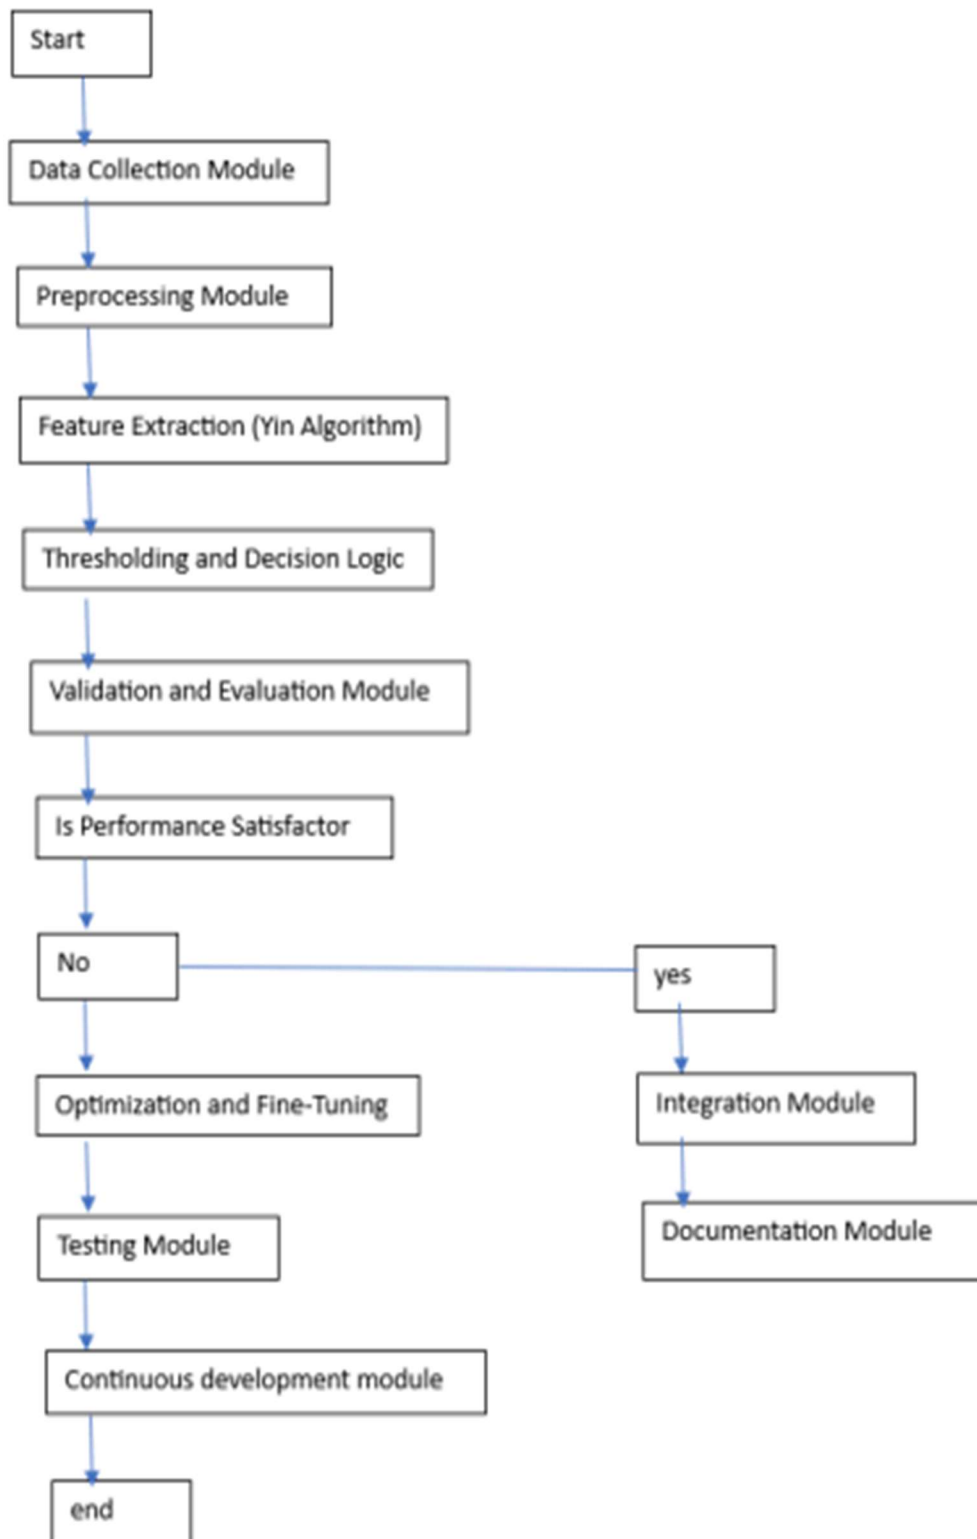 Start
Data Collection Module
Preprocessing Module
Feature Extraction (Yin Algorithm)
Thresholding and Decision Logic
Validation and Evaluation Module
Is Performance Satisfactor
No
yes
Optimization and Fine-Tuning
Integration Module
Testing Module
Documentation Module
Continuous development module
end